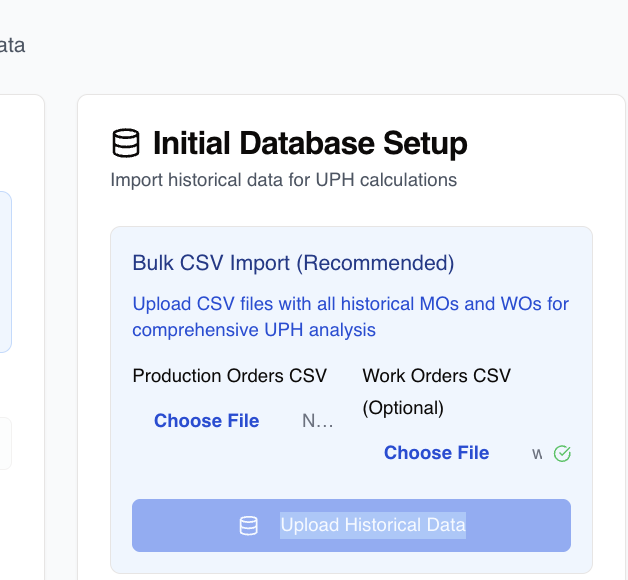 ata
Initial Database Setup
Import historical data for UPH calculations
Bulk CSV Import (Recommended)
Upload CSV files with all historical MOs and WOs for
comprehensive UPH analysis
Production Orders CSV
Choose File N...
Work Orders CSV
(Optional)
Choose File w
Upload Historical Data